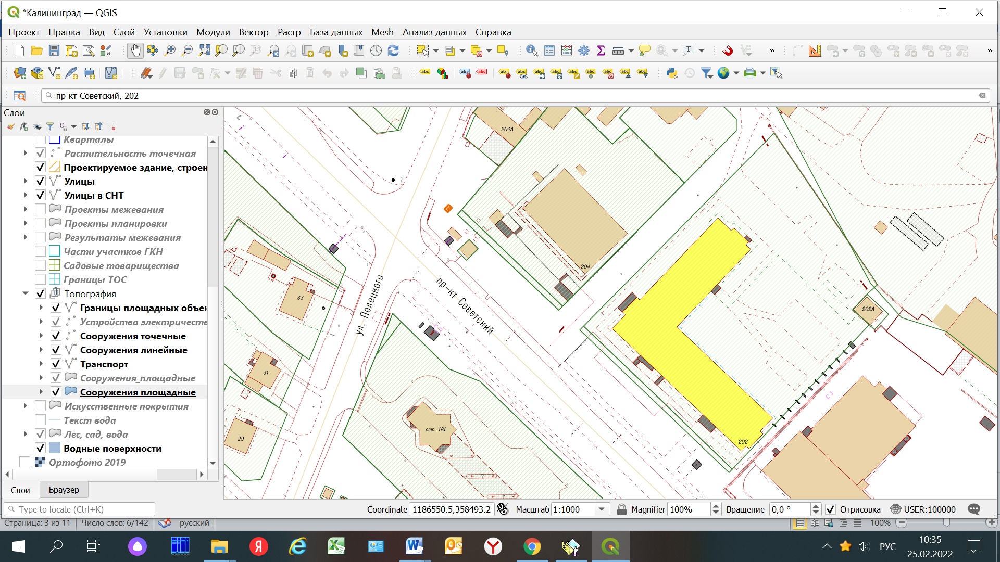 *Калининград — QGIS
Проект Правка Вид Слой Установки Модули Вектор Растр База данных Mesh Анализ данных Справка
пр-кт Советский, 202
Слои
Кварталы
Растительность точечная
Проектируемое здание, строен
Улицы
Улицы в СНТ
Проекты межевания
Проекты планировки
Результаты межевания
Части участков ГКН
Садовые товарищества
Границы ТОС
Топография
Границы площадных объек
Устройства электричестве
Сооружения точечные
Сооружения линейные
Транспорт
Сооружения_площадные
Сооружения площадные
Искусственные покрытия
Текст вода
Лес, сад, вода
Водные поверхности
Ортофото 2019
Слои Браузер
204А
204
33
ул. Полецкого
пр-кт Советский
202А
31
29
стр. 181
202
Type to locate (Ctrl+K) Coordinate 1186550.5,358493.2 Масштаб 1:1000 Magnifier 100% Вращение 0,0 ° Отрисовка USER:100000
Страница: 3 из 11 Число слов: 6/142 русский 100%
РУС
10:35
25.02.2022